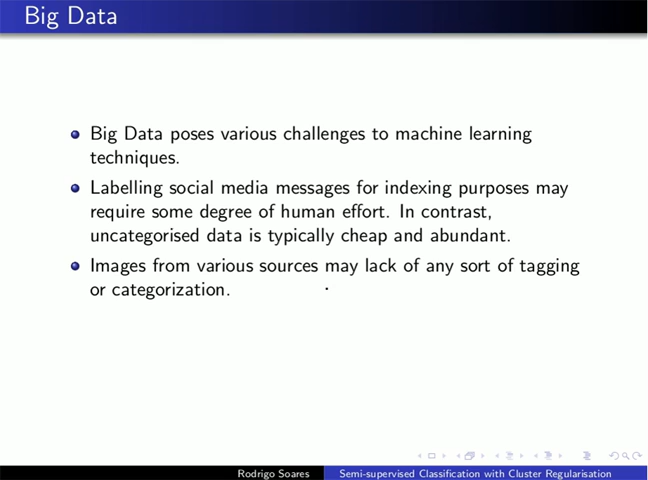 Big Data
Big Data poses various challenges to machine learning
techniques.
Labelling social media messages for indexing purposes may
require some degree of human effort. In contrast,
uncategorised data is typically cheap and abundant.
Images from various sources may lack of any sort of tagging
or categorization.
Rodrigo Soares
Semi-supervised Classification with Cluster Regularisation